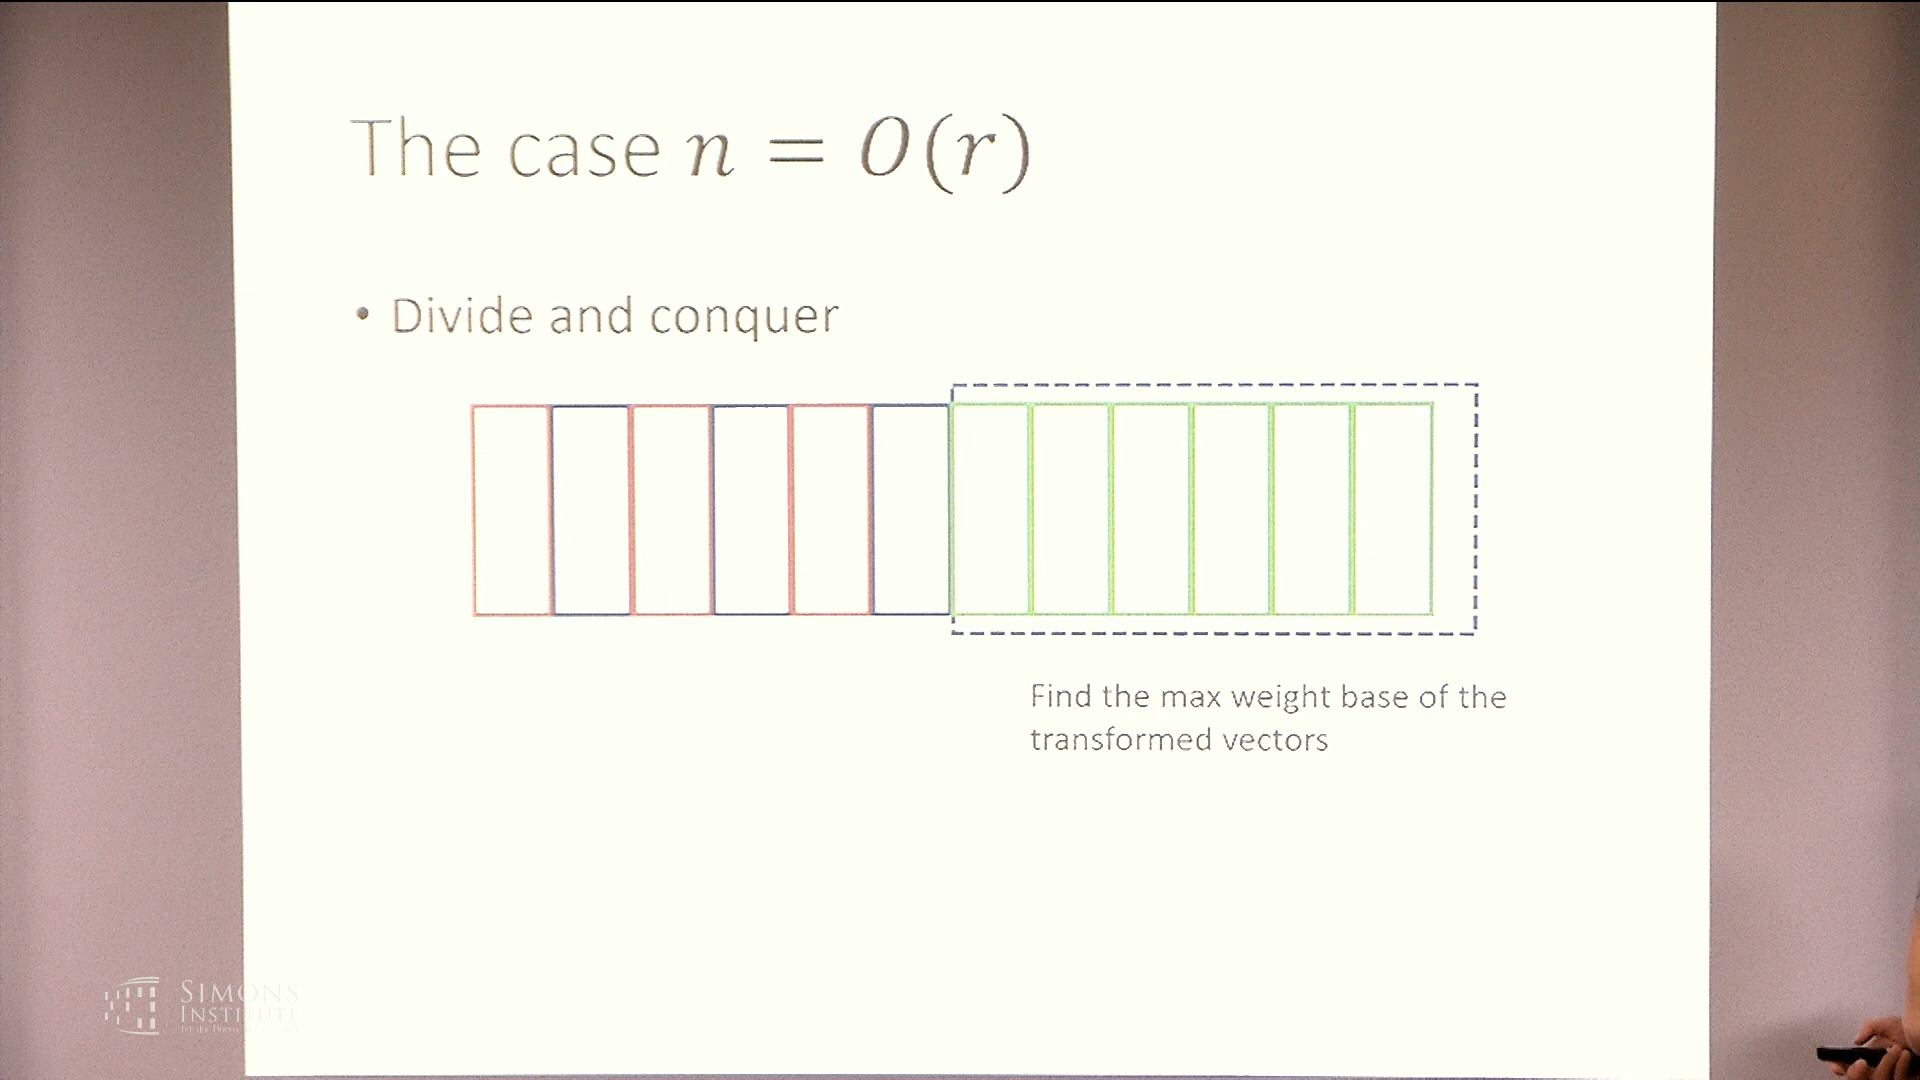 The case n = O(r)
• Divide and conquer
Find the max weight base of the
transformed vectors
SIMONS
INSTITUTE